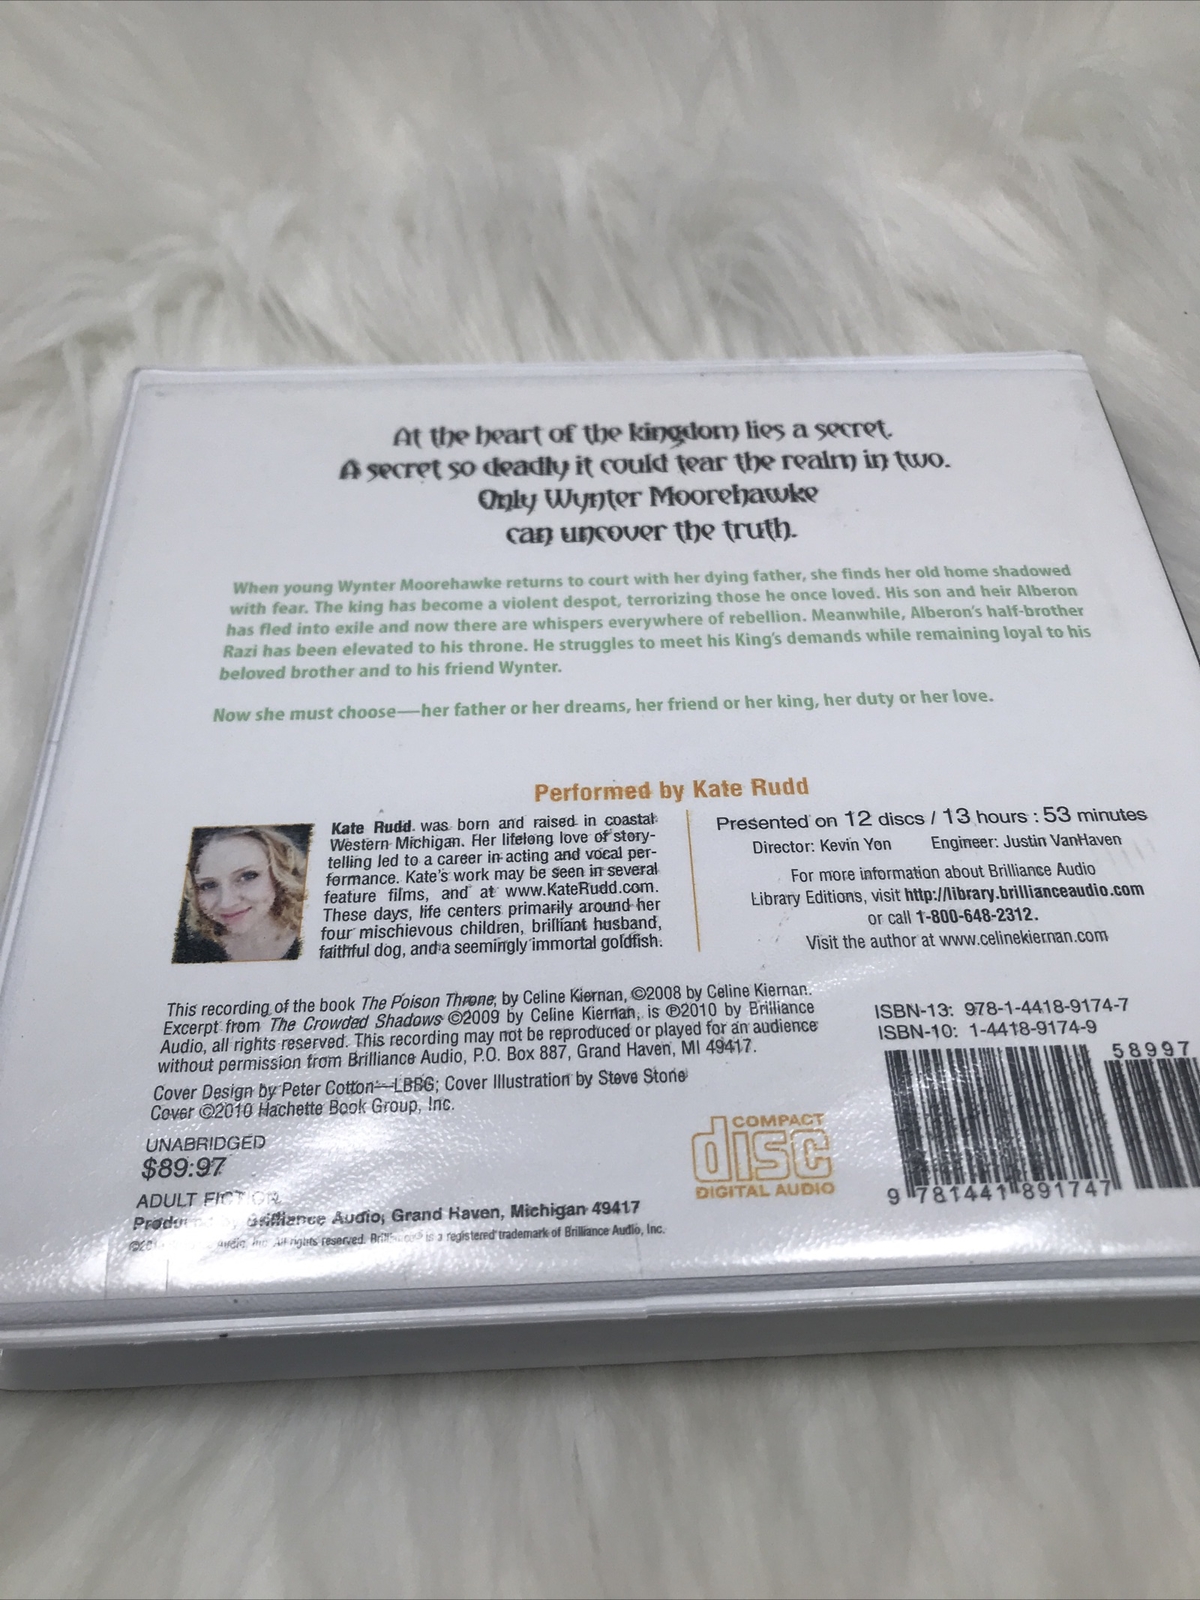 At the heart of the kingdom lies a secret.
A secret so deadly it could tear the realm in two.
Only Wynter Moorehawke
can uncover the truth.
When young Wynter Moorehawke returns to court with her dying father, she finds her old home shadowed
with fear. The king has become a violent despot, terrorizing those he once loved. His son and heir Alberon
has fled into exile and now there are whispers everywhere of rebellion. Meanwhile, Alberon's half-brother
Razi has been elevated to his throne. He struggles to meet his King's demands while remaining loyal to his
beloved brother and to his friend Wynter.
Now she must choose—her father or her dreams, her friend or her king, her duty or her love.
Performed by Kate Rudd
Kate Rudd was born and raised in coastal
Western Michigan. Her lifelong love of story-
telling led to a career in acting and vocal per-
formance. Kate's work may be seen in several
feature films, and at www.KateRudd.com.
These days, life centers primarily around her
four mischievous children, brilliant husband,
faithful dog, and a seemingly immortal goldfish.
Presented on 12 discs / 13 hours : 53 minutes
Director: Kevin Yon Engineer: Justin VanHaven
For more information about Brilliance Audio
Library Editions, visit http://library.brillianceaudio.com
or call 1-800-648-2312.
Visit the author at www.celinekiernan.com
This recording of the book The Poison Throne, by Celine Kiernan, ©2008 by Celine Kiernan.
Excerpt from The Crowded Shadows ©2009 by Celine Kiernan, is ℗2010 by Brilliance
Audio, all rights reserved. This recording may not be reproduced or played for an audience
without permission from Brilliance Audio, P.O. Box 887, Grand Haven, MI 49417.
Cover Design by Peter Cotton—LBBG; Cover Illustration by Steve Stone
Cover ©2010 Hachette Book Group, Inc.
UNABRIDGED
$89.97
ADULT FICTION
Produced by Brilliance Audio, Grand Haven, Michigan 49417
Audio, Inc. All rights reserved. is a registered trademark of Brilliance Audio, Inc.
COMPACT
disc
DIGITAL AUDIO
ISBN-13: 978-1-4418-9174-7
ISBN-10: 1-4418-9174-9
58997
9 781441 891747